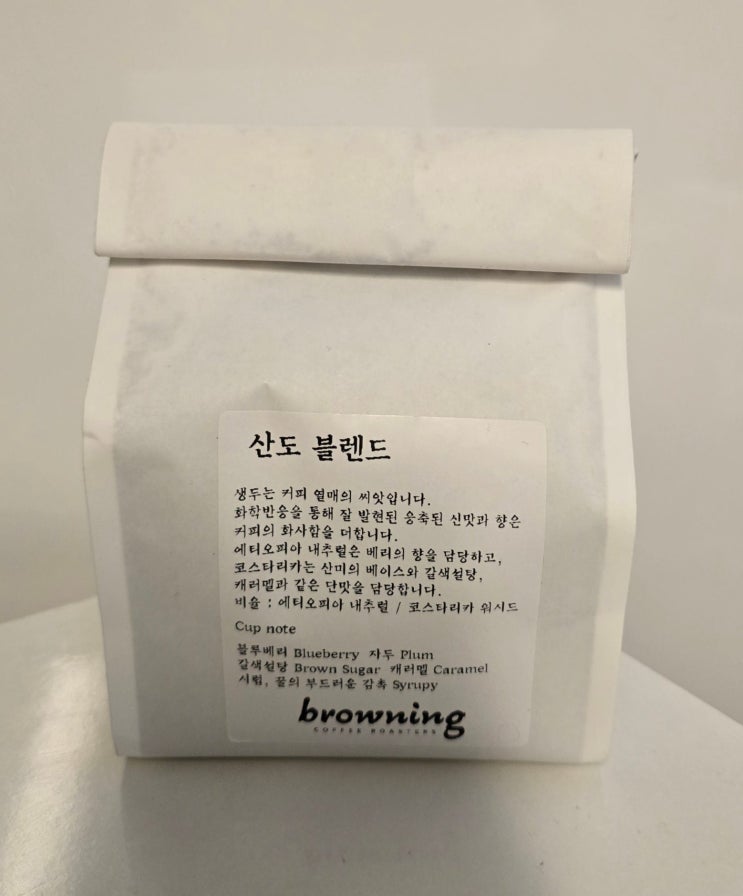 산도 블렌드
생두는 커피 열매의 씨앗입니다.
화학반응을 통해 잘 발현된 응축된 신맛과 향은
커피의 화사함을 더합니다.
에티오피아 내추럴은 베리의 향을 담당하고,
코스타리카는 산미의 베이스와 갈색설탕,
캐러멜과 같은 단맛을 담당합니다.
비율 : 에티오피아 내추럴 / 코스타리카 워시드
Cup note
블루베리 Blueberry 자두 Plum
갈색설탕 Brown Sugar 캐러멜 Caramel
시럽, 꿀의 부드러운 감촉 Syrupy
browning
COFFEE ROASTERS